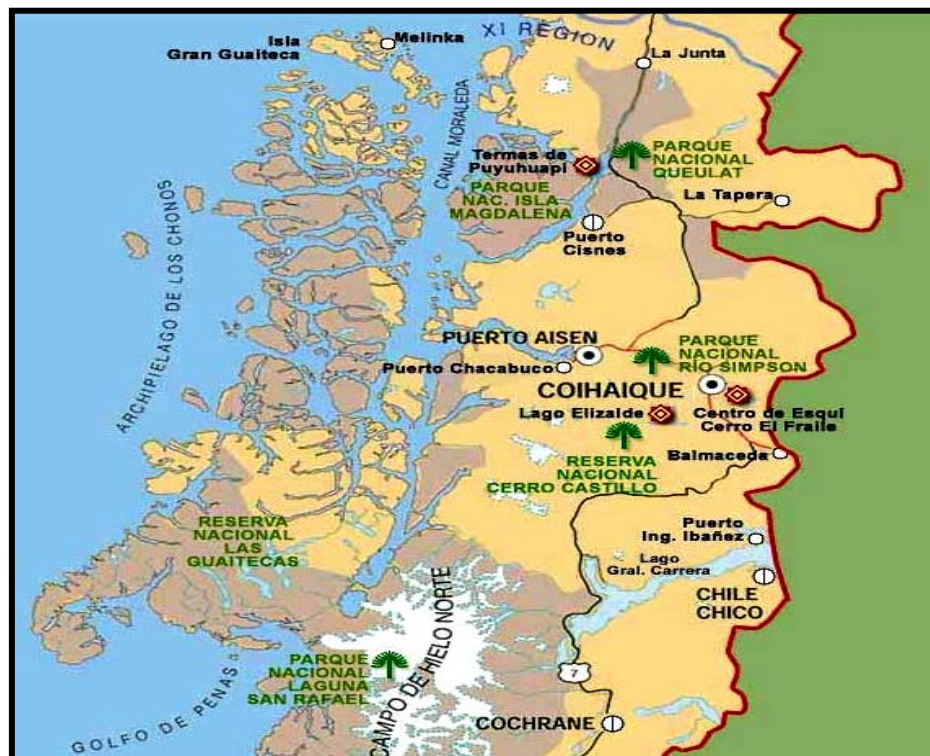 XI REGION
Isla
Gran Guaiteca
Melinka
La Junta
CANAL MORALEDA
Termas de
Puyuhuapi
PARQUE
NACIONAL
QUEULAT
PARQUE
NAC. ISLA
MAGDALENA
La Tapera
Puerto
Cisnes
ARCHIPIELAGO DE LOS CHONOS
PUERTO AISEN
Puerto Chacabuco
PARQUE
NACIONAL
RÍO SIMPSON
COIHAIQUE
Lago Elizalde
Centro de Esquí
Cerro El Fraile
RESERVA
NACIONAL
CERRO CASTILLO
Balmaceda
RESERVA
NACIONAL
LAS
GUAITECAS
Puerto
Ing. Ibañez
Lago
Gral. Carrera
CHILE
CHICO
PARQUE
NACIONAL
LAGUNA
SAN RAFAEL
CAMPO DE HIELO NORTE
7
GOLFO DE PENAS
COCHRANE